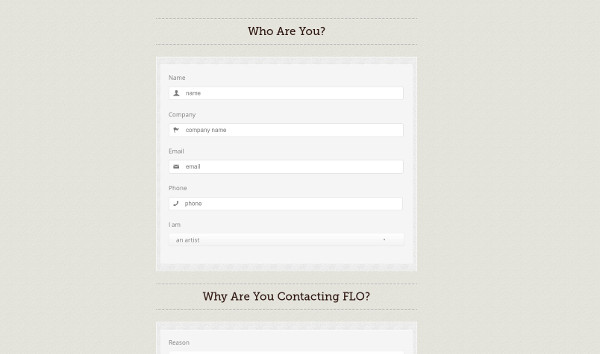 Who Are You?
Name
name
Company
company name
Email
email
Phone
phone
I am
an artist
Why Are You Contacting FLO?
Reason